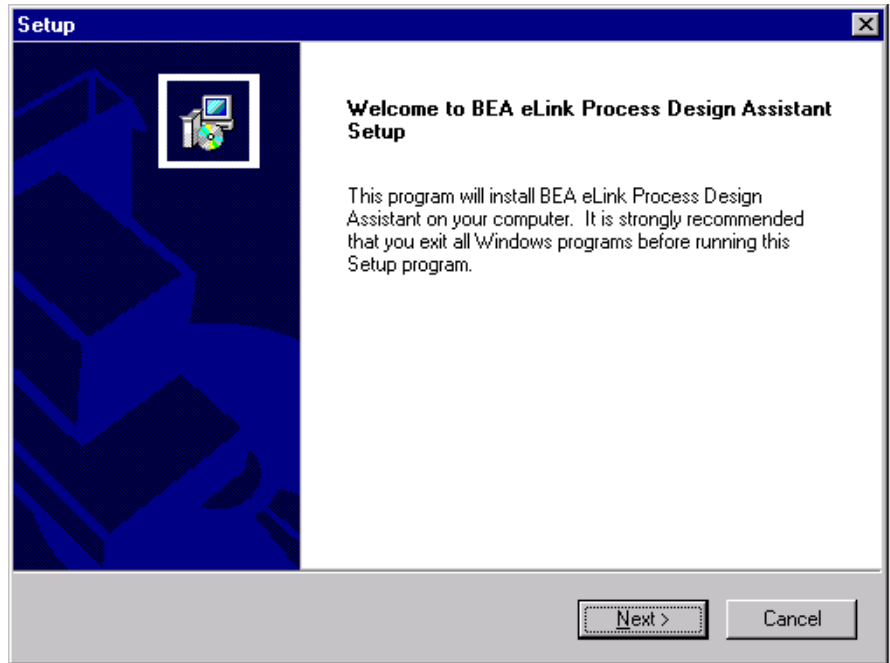 Setup
Welcome to BEA eLink Process Design Assistant
Setup
This program will install BEA eLink Process Design
Assistant on your computer.  It is strongly recommended
that you exit all Windows programs before running this
Setup program.
Next >
Cancel